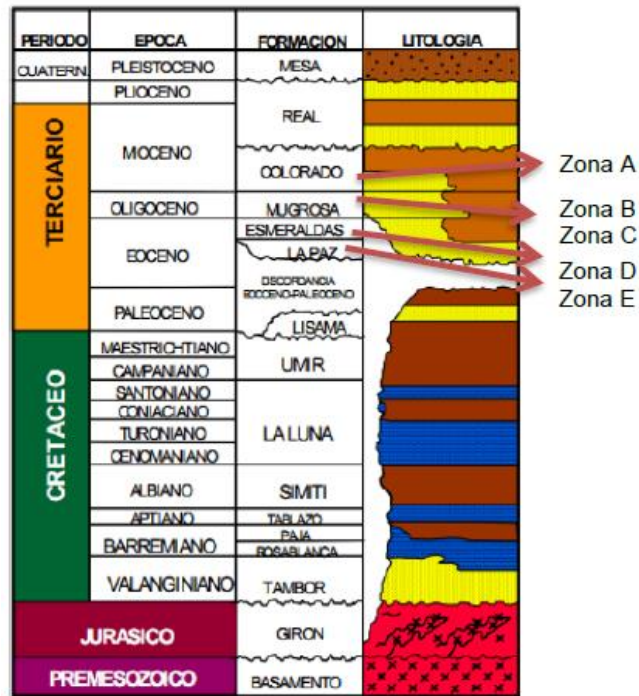 PERIODO EPOCA FORMACION LITOLOGIA
CUATERN. PLEISTOCENO MESA
PLIOCENO
REAL
MOCENO
COLORADO
Zona A
TERCIARIO
OLIGOCENO MUGROSA
Zona B
ESMERALDAS
Zona C
EOCENO
LA PAZ
Zona D
DISCORDANCIA
EOCCENO-PALEOCENO
Zona E
PALEOCENO
LISAMA
MAESTRICHTIANO
UMIR
CAMPANIANO
SANTONIANO
CONIACIANO
CRETACEO
TURONIANO LA LUNA
CENOMANIANO
ALBIANO SIMITI
APTIANO TABLAZO
PAJA
BARREMIANO
ROSABLANCA
VALANGINIANO TAMBOR
JURASICO GIRON
PREMESOZOICO BASAMENTO